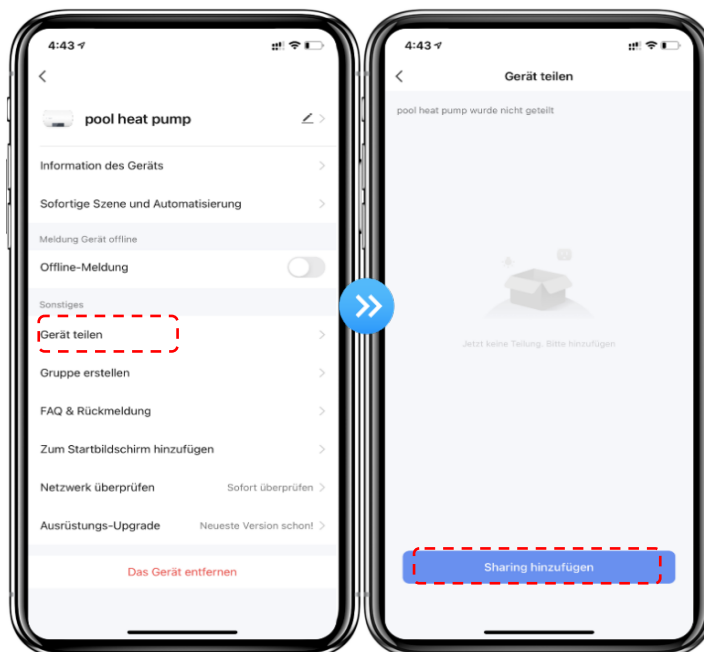 4:43
pool heat pump
Information des Geräts
Sofortige Szene und Automatisierung
Meldung Gerät offline
Offline-Meldung
Sonstiges
Gerät teilen
Gruppe erstellen
FAQ & Rückmeldung
Zum Startbildschirm hinzufügen
Netzwerk überprüfen Sofort überprüfen
Ausrüstungs-Upgrade Neueste Version schon!
Das Gerät entfernen
4:43
Gerät teilen
pool heat pump wurde nicht geteilt
Jetzt keine Teilung. Bitte hinzufügen
Sharing hinzufügen